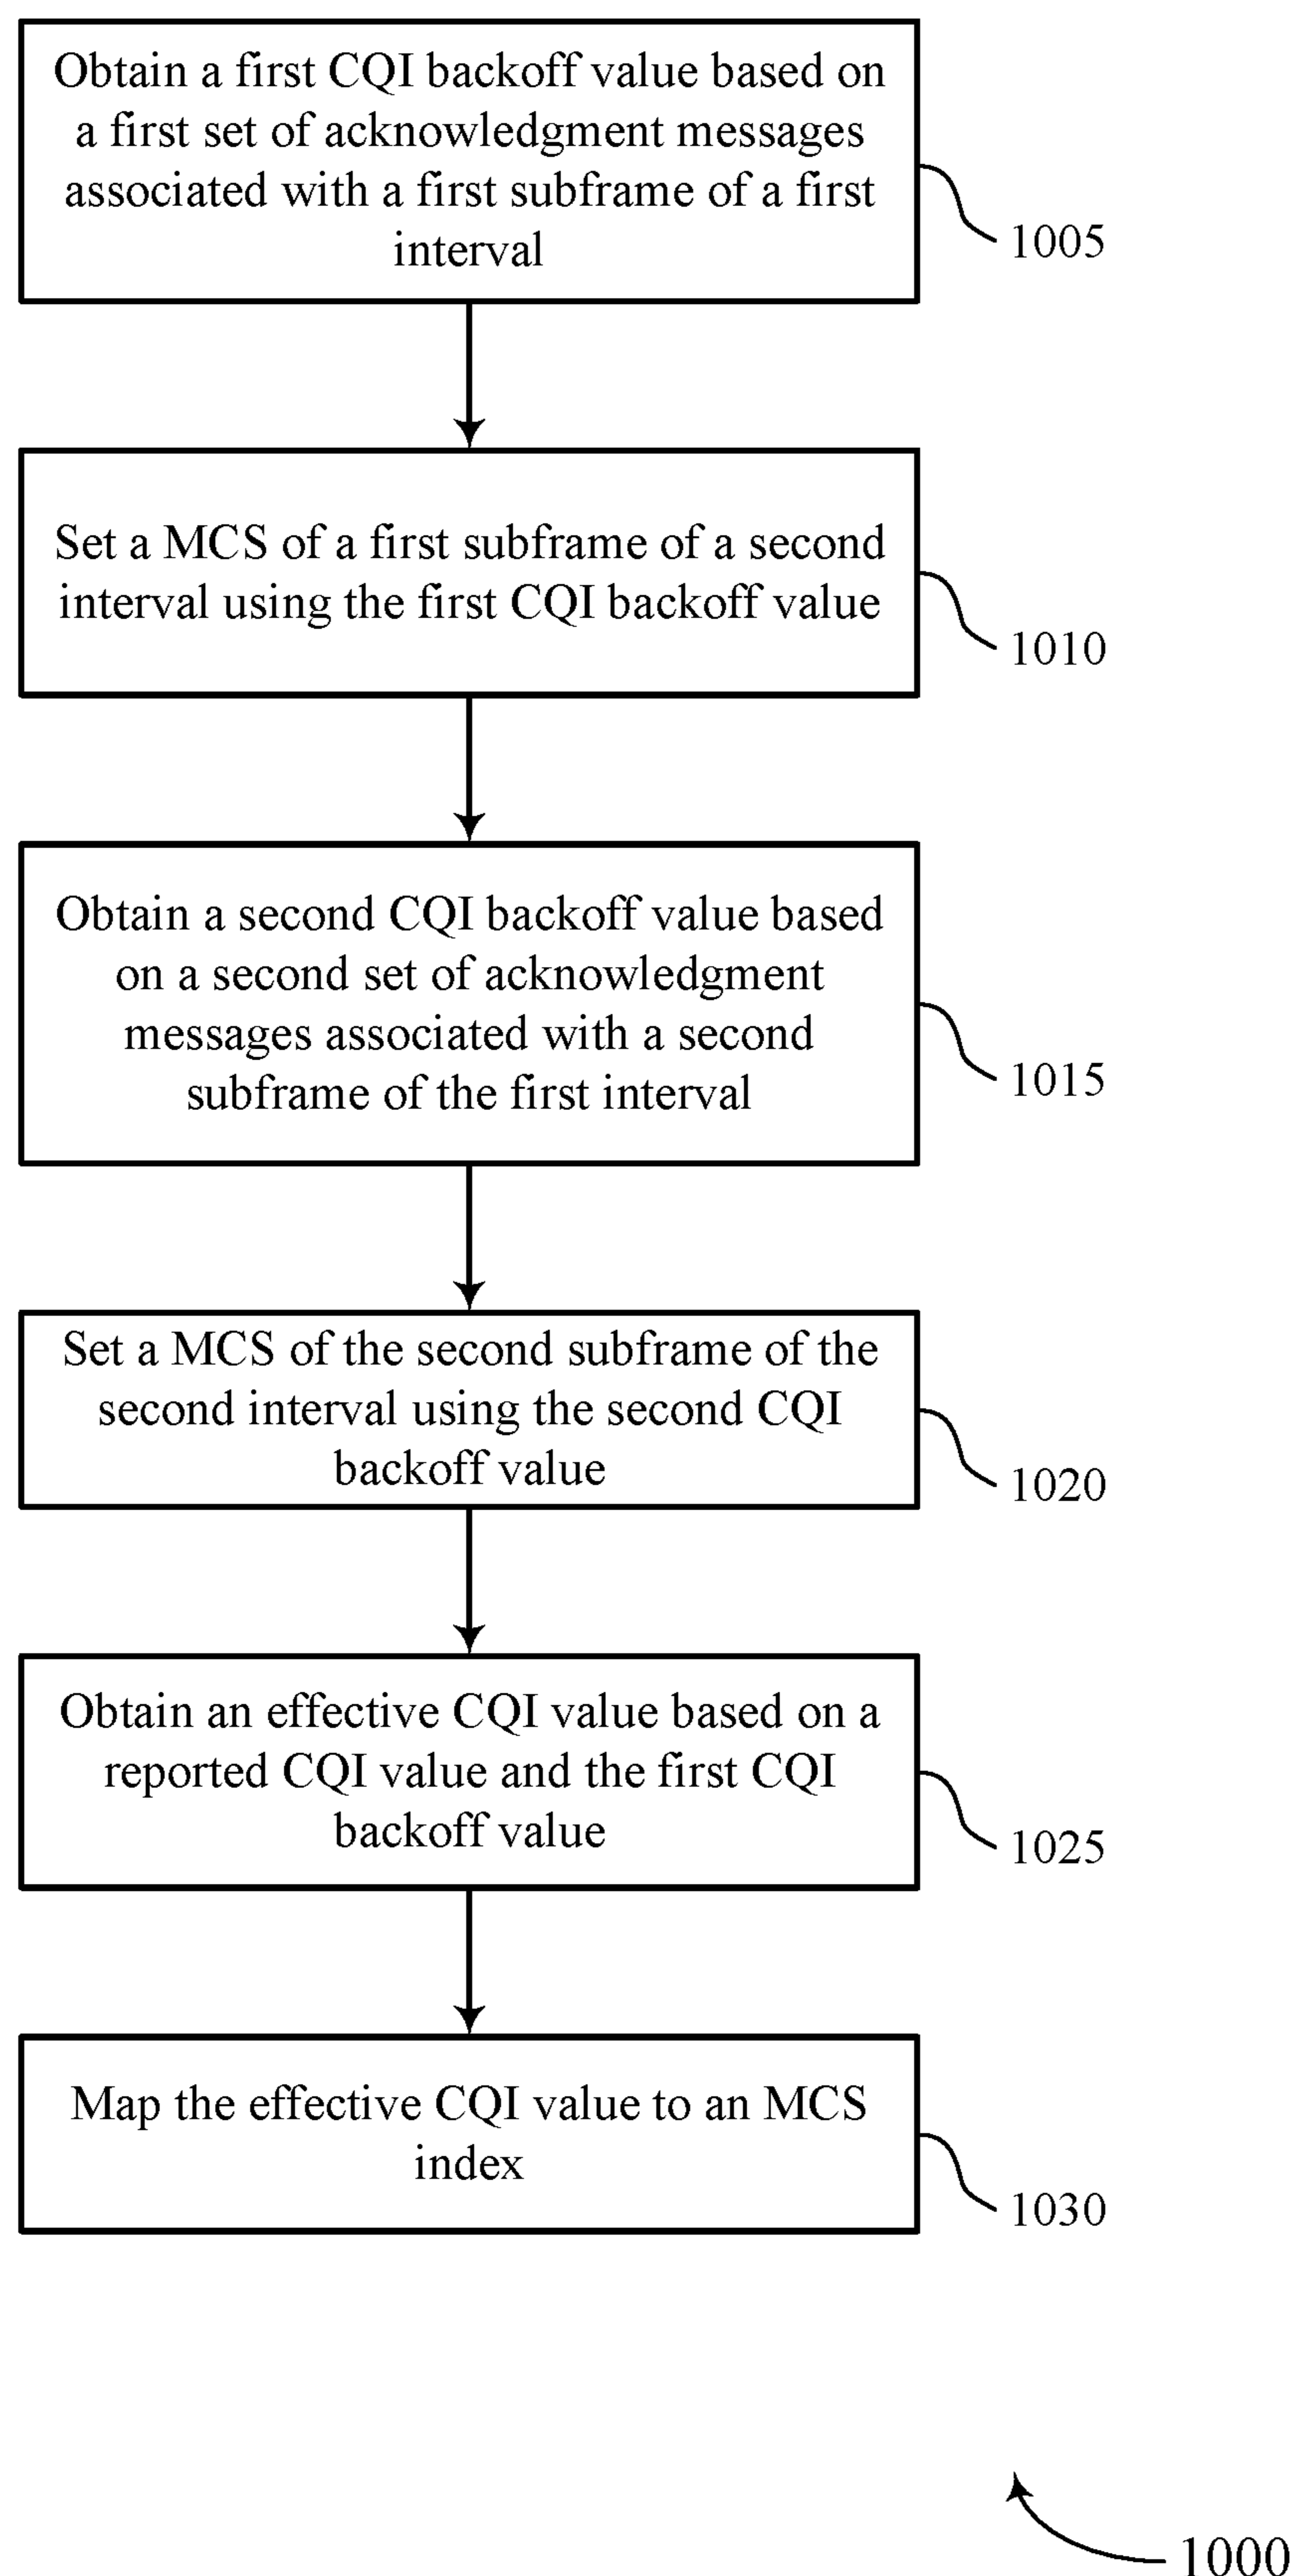 Obtain a first CQI backoff value based on
a first set of acknowledgment messages
associated with a first subframe of a first
interval
1005
Set a MCS of a first subframe of a second
interval using the first CQI backoff value
1010
Obtain a second CQI backoff value based
on a second set of acknowledgment
messages associated with a second
subframe of the first interval
1015
Set a MCS of the second subframe of the
second interval using the second CQI
backoff value
1020
Obtain an effective CQI value based on a
reported CQI value and the first CQI
backoff value
1025
Map the effective CQI value to an MCS
index
1030
1000